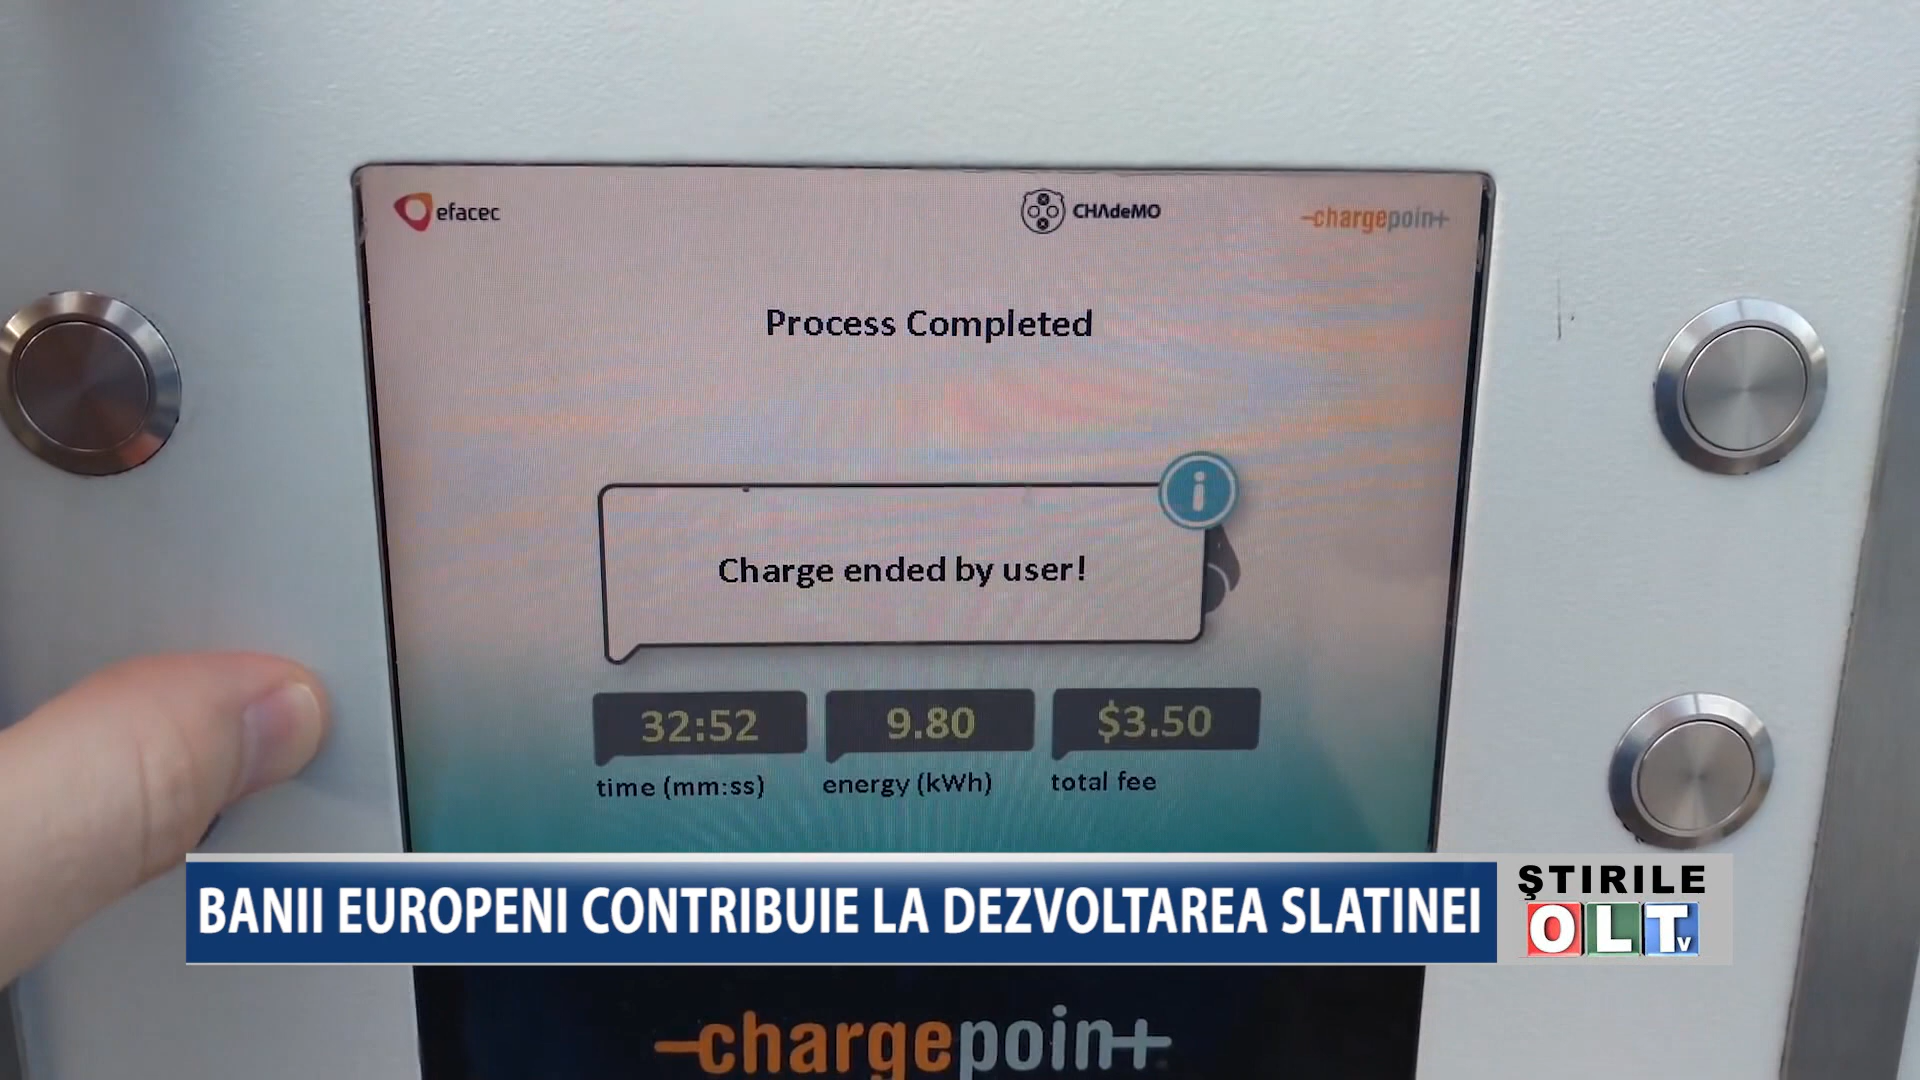 efacec
CHAdeMO
chargepoint
Process Completed
i
Charge ended by user!
32:52
9.80
$3.50
time (mm:ss)
energy (kWh)
total fee
BANII EUROPENI CONTRIBUIE LA DEZVOLTAREA SLATINEI
ŞTIRILE
OLT
TV
chargepoint